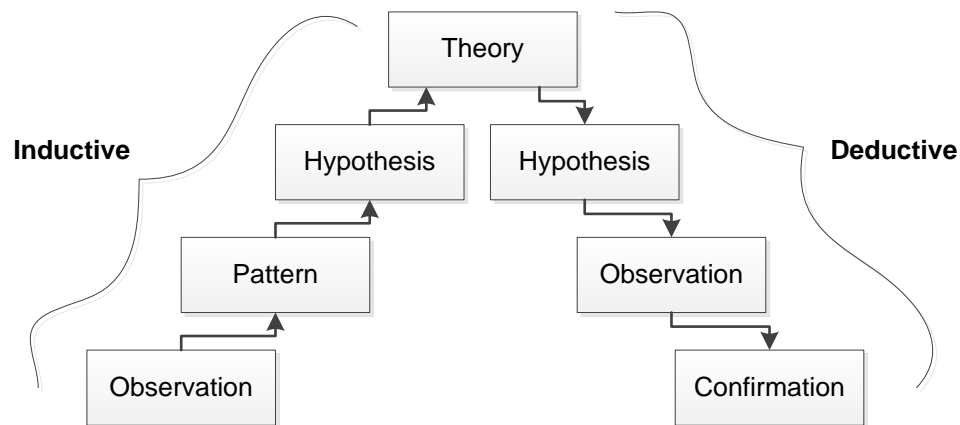 Theory
Inductive
Hypothesis
Hypothesis
Deductive
Pattern
Observation
Observation
Confirmation